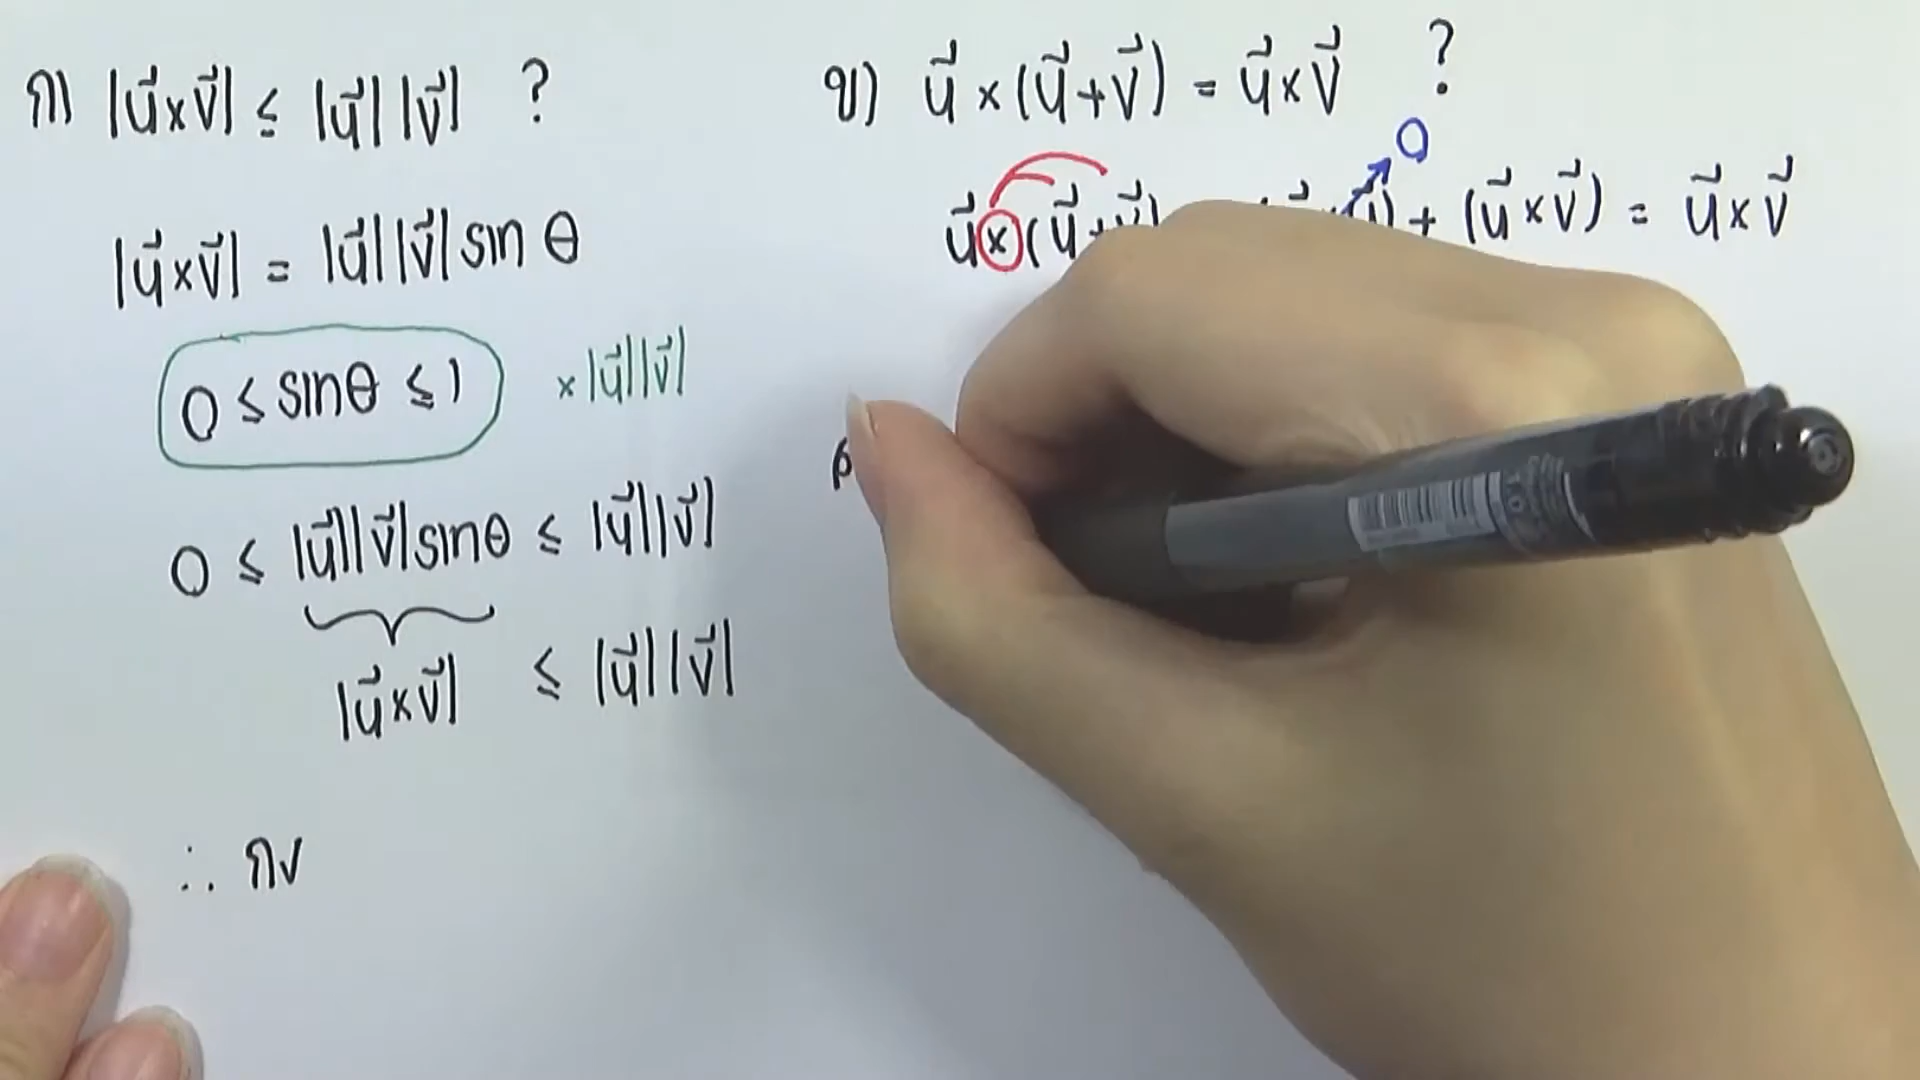 ก) |ū×v̄| ≤ |ū| |v̄| ?
|ū×v̄| = |ū| |v̄| sin θ
0 ≤ sinθ ≤ 1 × |ū||v̄|
0 ≤ |ū||v̄|sinθ ≤ |ū||v̄|
|ū×v̄| ≤ |ū| |v̄|
∴ ก✓
ข) ū × (ū+v̄) = ū×v̄ ?
0
ū×(ū+v̄) + (ū×v̄) = ū×v̄